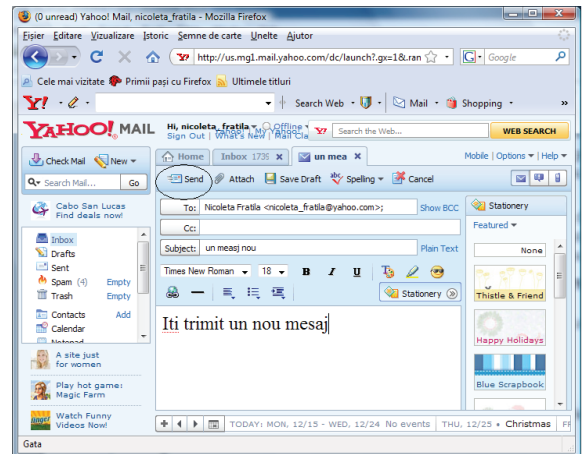 (0 unread) Yahoo! Mail, nicoleta_fratila - Mozilla Firefox
Fișier Editare Vizualizare Istoric Semne de carte Unelte Ajutor
http://us.mg1.mail.yahoo.com/dc/launch?.gx=1&.ran Google
Cele mai vizitate Primii pași cu Firefox Ultimele titluri
Y! Search Web Mail Shopping »
YAHOO! MAIL Hi, nicoleta_fratila Offline Search the Web... WEB SEARCH
Sign Out What's New Mail
Check Mail New Home Inbox 1735 un mea Mobile | Options | Help
Search Mail... Go Send Attach Save Draft Spelling Cancel
Cabo San Lucas
Find deals now!
To: Nicoleta Fratila <nicoleta_fratila@yahoo.com>; Show BCC
Cc:
Subject: un measj nou Plain Text
Times New Roman 18 B I U
Stationery
Iti trimit un nou mesaj
Inbox
Drafts
Sent
Spam (4) Empty
Trash Empty
Contacts Add
Calendar
Notepad
A site just
for women
Play hot games:
Magic Farm
Watch Funny
Videos Now!
Stationery
Featured
None
Thistle & Friend
Happy Holidays
Blue Scrapbook
TODAY: MON, 12/15 - WED, 12/24 No events THU, 12/25 • Christmas
Gata